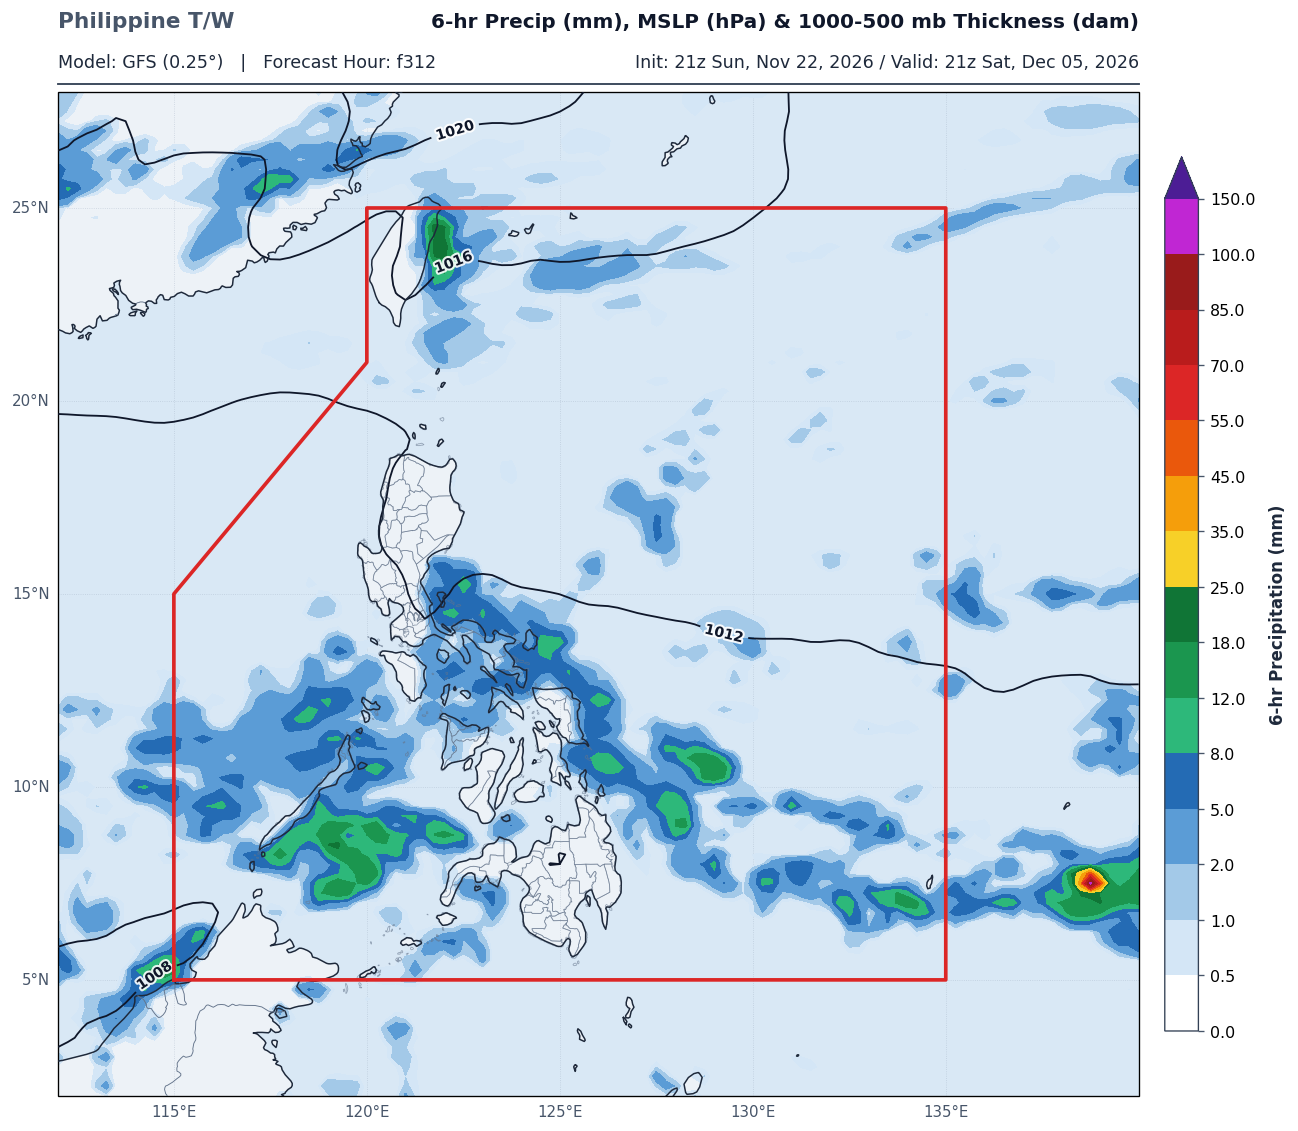 Philippine T/W
6-hr Precip (mm), MSLP (hPa) & 1000-500 mb Thickness (dam)
Model: GFS (0.25°) | Forecast Hour: f312
Init: 21z Sun, Nov 22, 2026 / Valid: 21z Sat, Dec 05, 2026
1020
1016
1012
1008
25°N
20°N
15°N
10°N
5°N
115°E
120°E
125°E
130°E
135°E
150.0
100.0
85.0
70.0
55.0
45.0
35.0
25.0
18.0
12.0
8.0
5.0
2.0
1.0
0.5
0.0
6-hr Precipitation (mm)